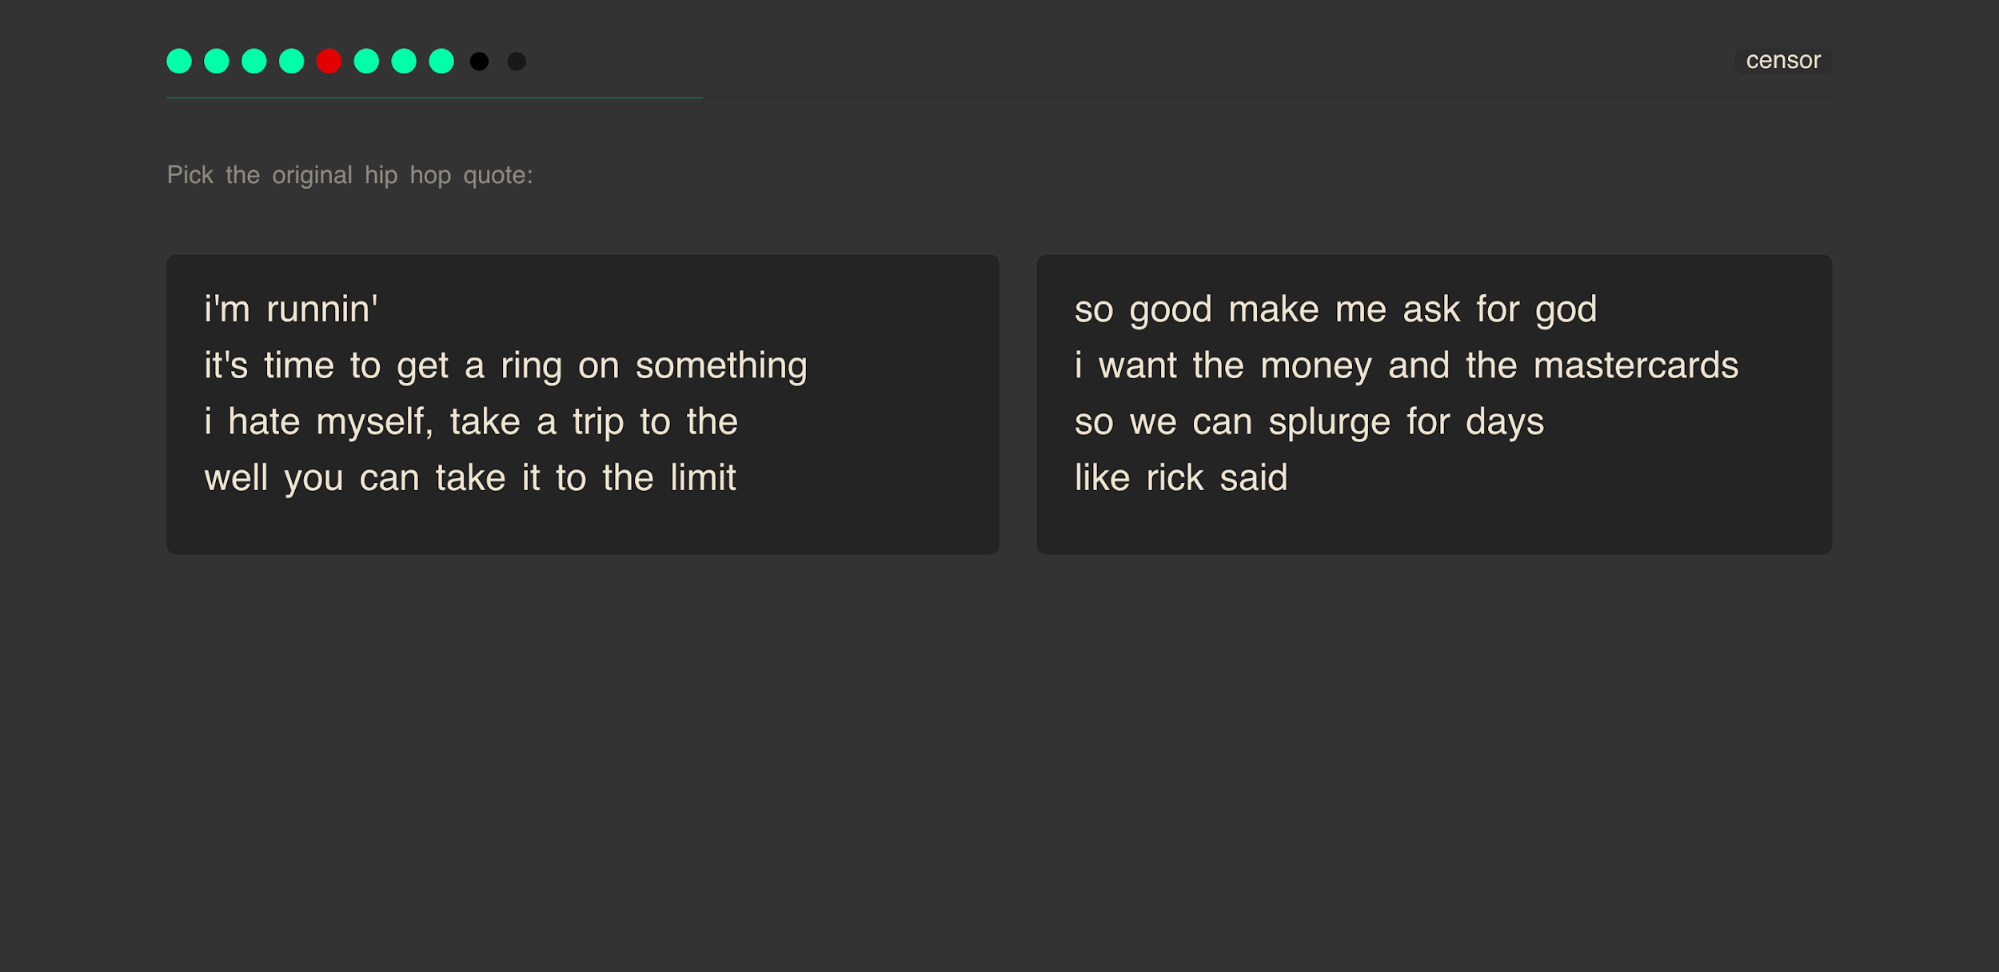 censor
Pick the original hip hop quote:
i'm runnin'
it's time to get a ring on something
i hate myself, take a trip to the
well you can take it to the limit
so good make me ask for god
i want the money and the mastercards
so we can splurge for days
like rick said